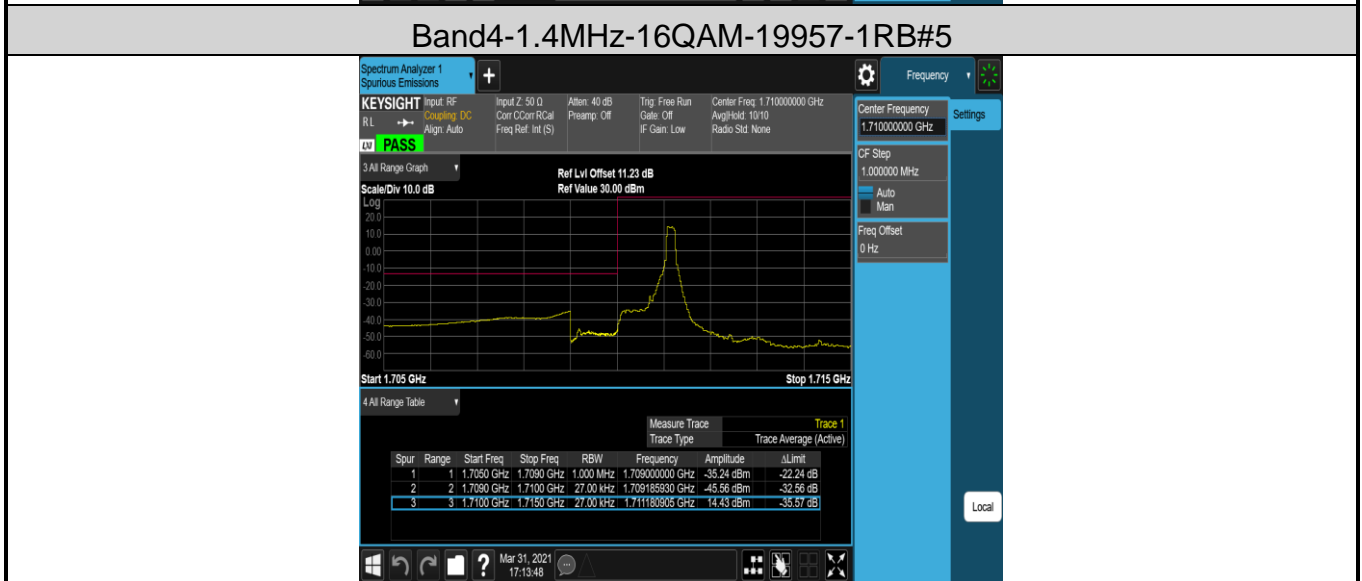 Band4-1.4MHz-16QAM-19957-1RB#5
Spectrum Analyzer 1
Spurious Emissions
+
Frequency
KEYSIGHT Input: RF Input Z: 50 Ω Atten: 40 dB Trig: Free Run Center Freq: 1.710000000 GHz
RL Coupling: DC Corr CCorr RCal Preamp: Off Gate: Off Avg|Hold: 10/10
Align: Auto Freq Ref: Int (S) IF Gain: Low Radio Std: None
LXI PASS
Center Frequency
1.710000000 GHz
Settings
CF Step
1.000000 MHz
Auto
Man
Freq Offset
0 Hz
3 All Range Graph
Ref Lvl Offset 11.23 dB
Scale/Div 10.0 dB Ref Value 30.00 dBm
Log
20.0
10.0
0.00
-10.0
-20.0
-30.0
-40.0
-50.0
-60.0
Start 1.705 GHz Stop 1.715 GHz
4 All Range Table
Measure Trace Trace 1
Trace Type Trace Average (Active)
Spur Range Start Freq Stop Freq RBW Frequency Amplitude ΔLimit
1 1 1.7050 GHz 1.7090 GHz 1.000 MHz 1.709000000 GHz -35.24 dBm -22.24 dB
2 2 1.7090 GHz 1.7100 GHz 27.00 kHz 1.709185930 GHz -45.56 dBm -32.56 dB
3 3 1.7100 GHz 1.7150 GHz 27.00 kHz 1.711180905 GHz 14.43 dBm -35.57 dB
Local
? Mar 31, 2021
17:13:48